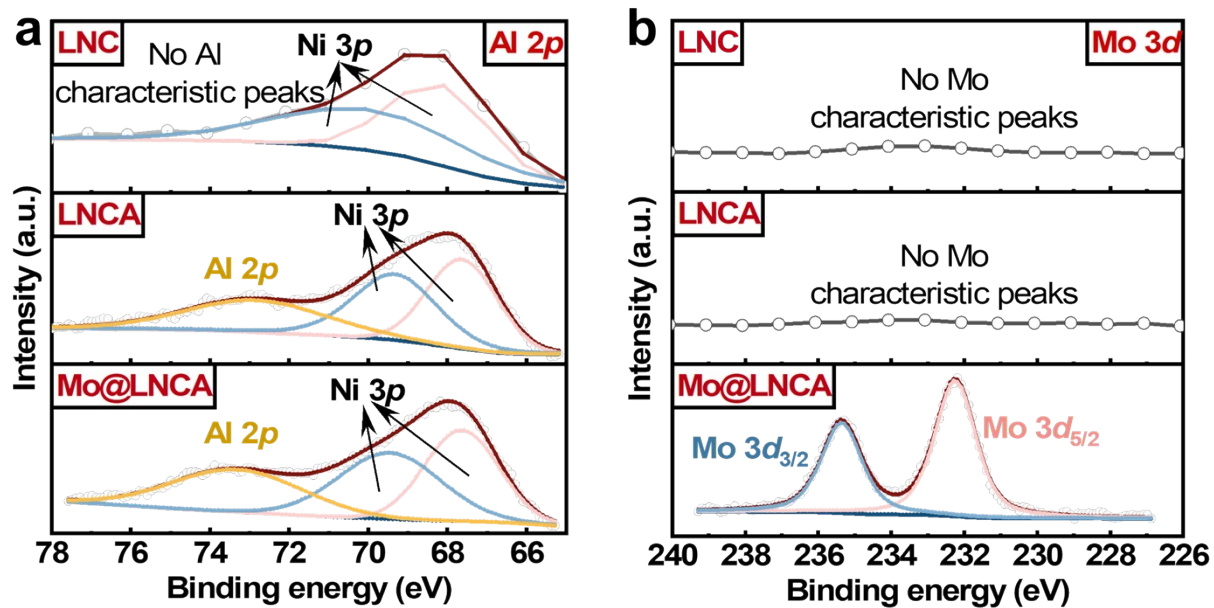 a
LNC
No Al
characteristic peaks
Ni 3p
Al 2p
LNCA
Al 2p
Ni 3p
Mo@LNCA
Al 2p
Ni 3p
78 76 74 72 70 68 66
Binding energy (eV)
Intensity (a.u.)
b
LNC
Mo 3d
No Mo
characteristic peaks
LNCA
No Mo
characteristic peaks
Mo@LNCA
Mo 3d3/2
Mo 3d5/2
240 238 236 234 232 230 228 226
Binding energy (eV)
Intensity (a.u.)